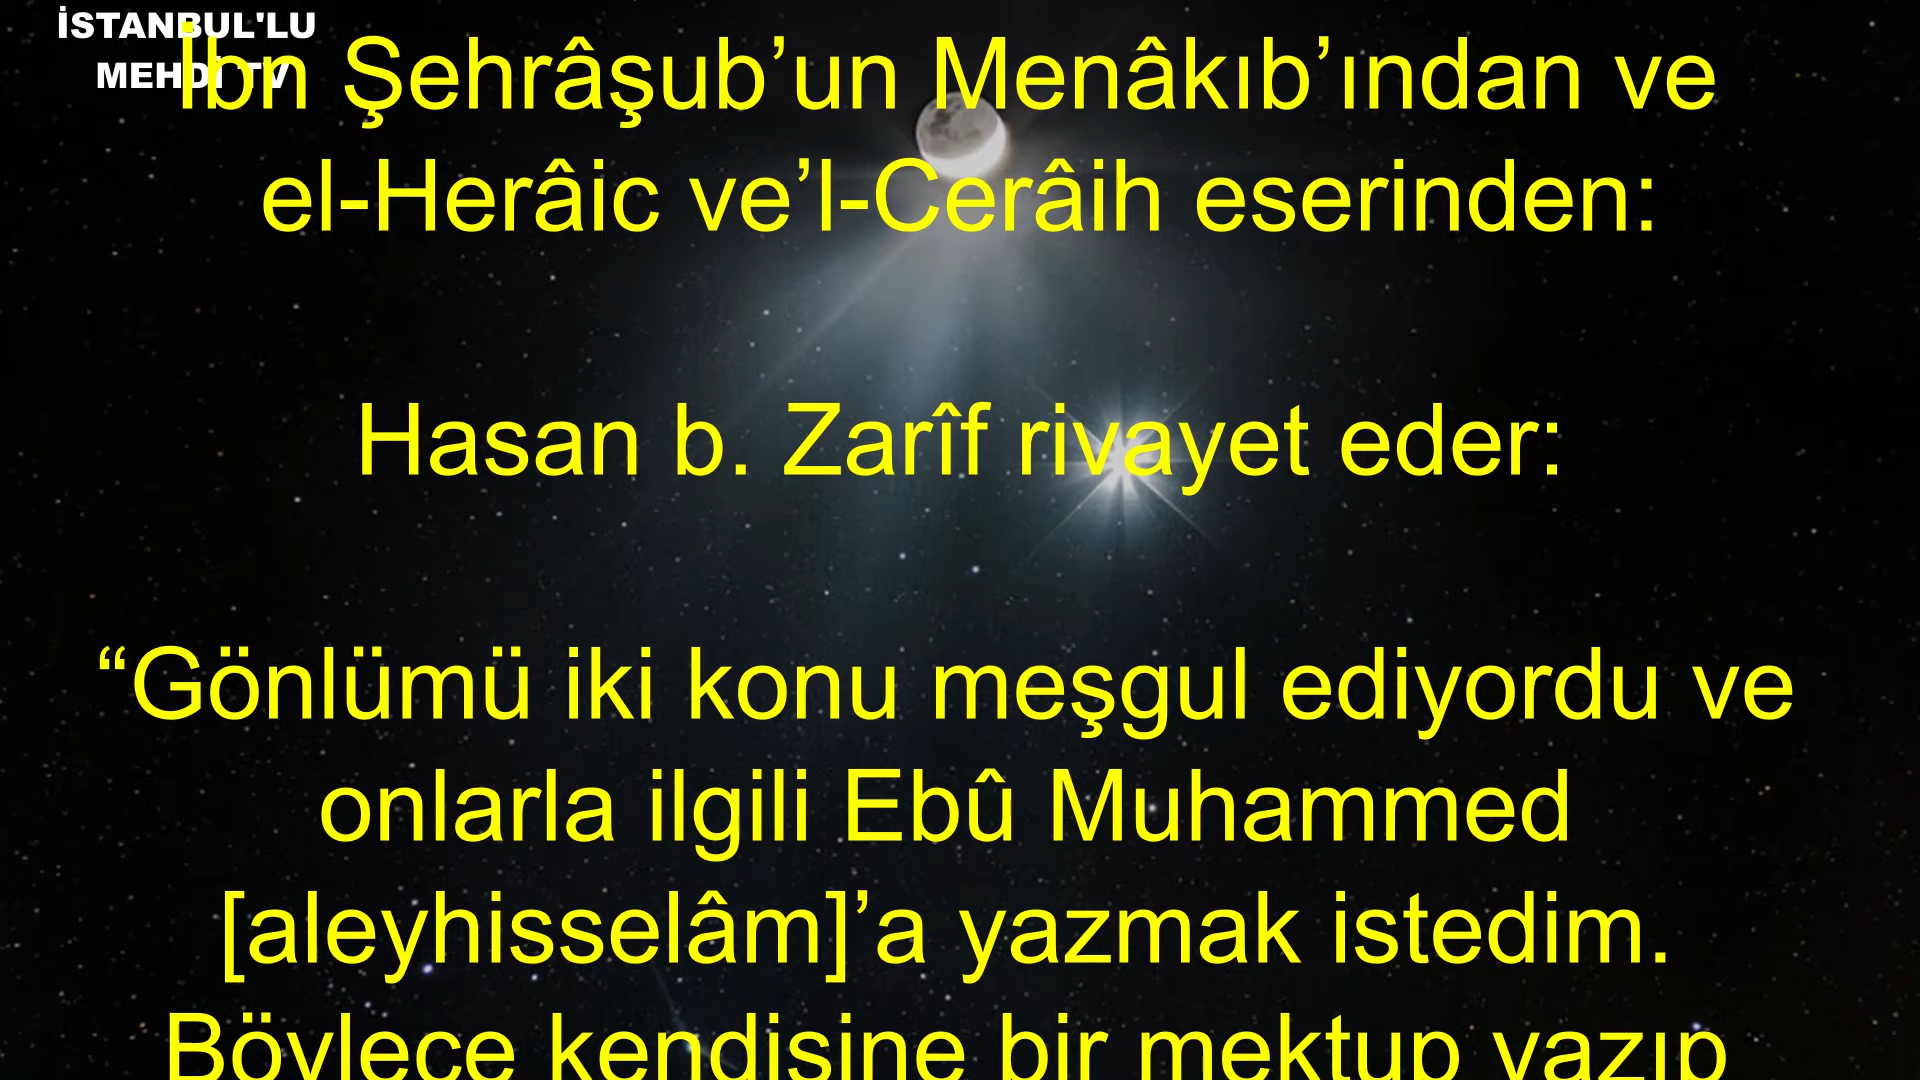 İSTANBUL'LU
MEHDİ TV
İbn Şehrâşub’un Menâkıb’ından ve
el-Herâic ve’l-Cerâih eserinden:
Hasan b. Zarîf rivayet eder:
“Gönlümü iki konu meşgul ediyordu ve
onlarla ilgili Ebû Muhammed
[aleyhisselâm]’a yazmak istedim.
Böylece kendisine bir mektup yazıp